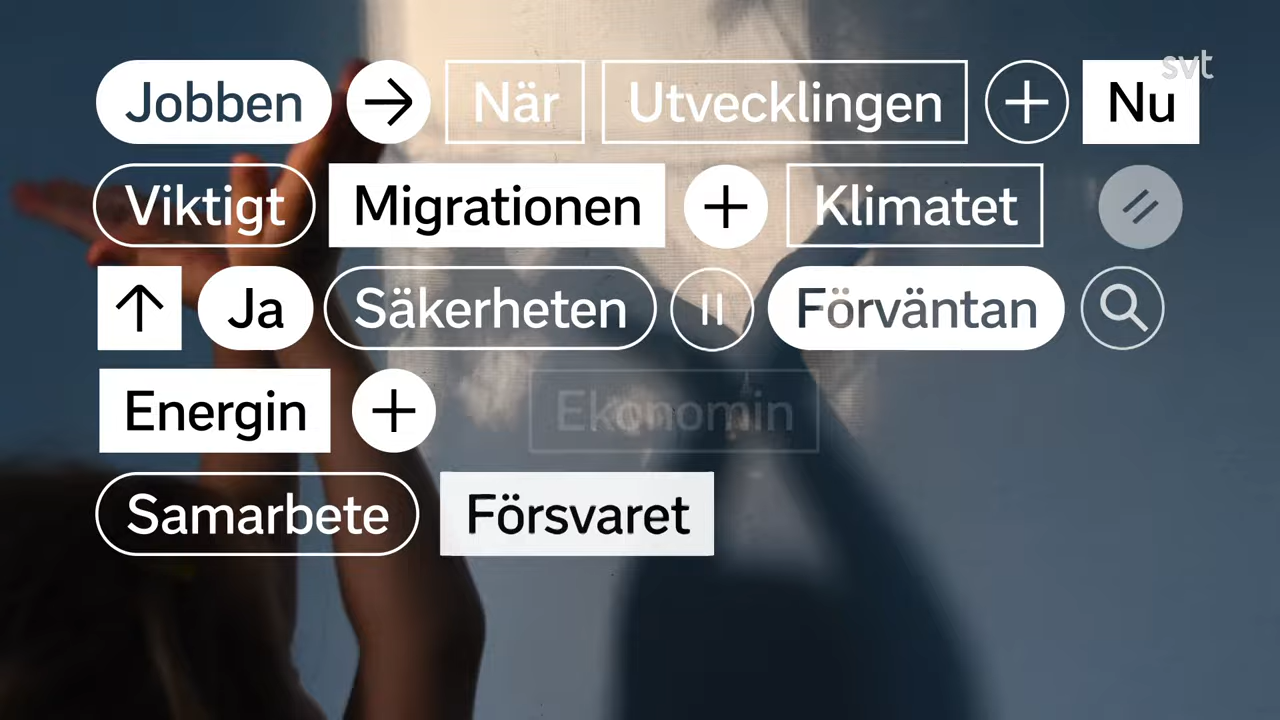 svt
Jobben → När Utvecklingen + Nu
Viktigt Migrationen + Klimatet
↑ Ja Säkerheten Förväntan
Energin + Ekonomin
Samarbete Försvaret